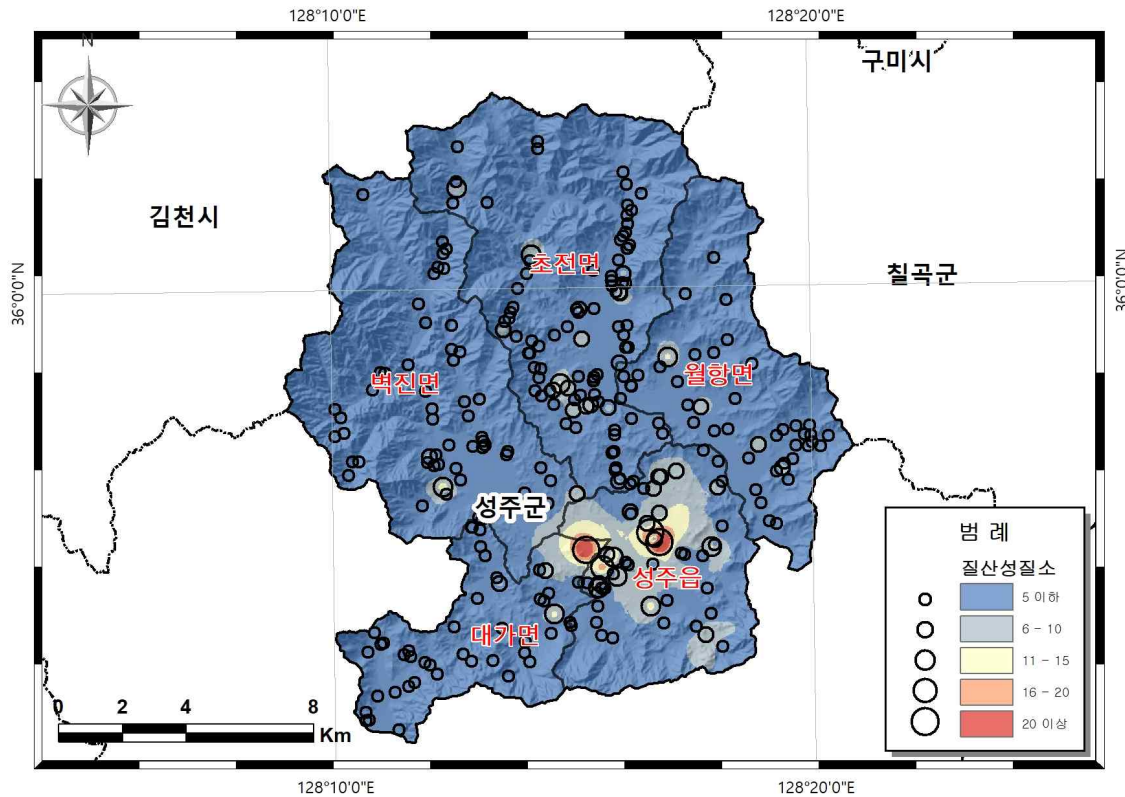 128°10'0"E
128°20'0"E
N
구미시
김천시
초전면
칠곡군
36°0'0"N
36°0'0"N
벽진면
월항면
성주군
성주읍
대가면
범 례
질산성질소
5 이하
6 - 10
11 - 15
16 - 20
20 이상
0 2 4 8
Km
128°10'0"E
128°20'0"E